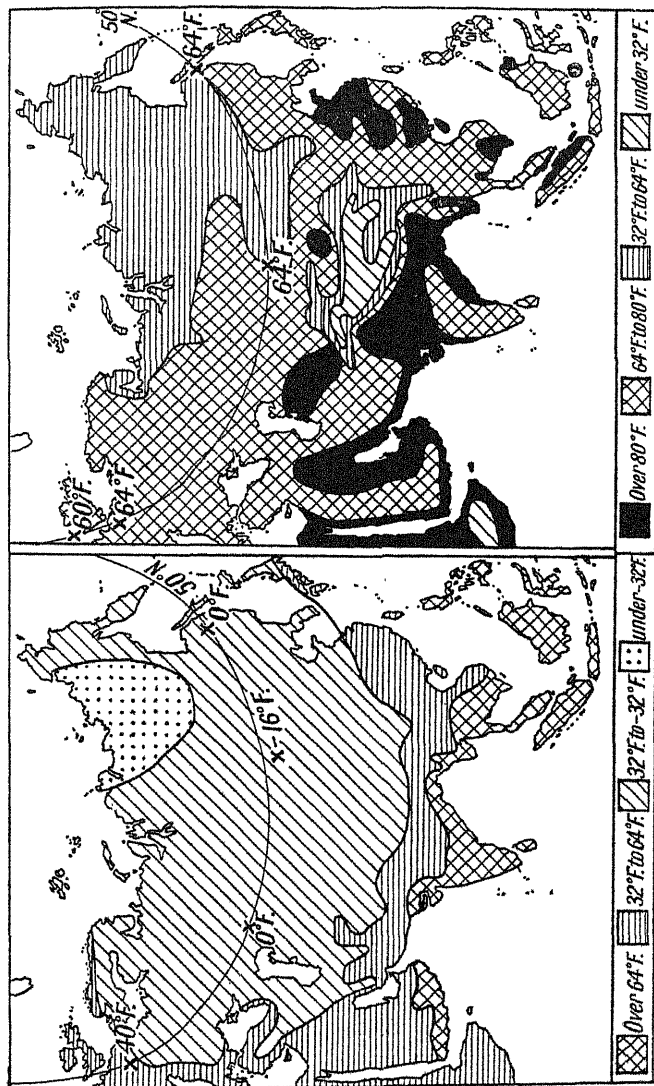 40°F.
0°F.
-16°F.
0°F.
50°N
Over 64°F.
32°F. to 64°F.
32°F. to -32°F.
under -32°F.
60°F.
64°F.
64°F.
64°F.
50°
N.
Over 80°F.
64°F. to 80°F.
32°F. to 64°F.
under 32°F.